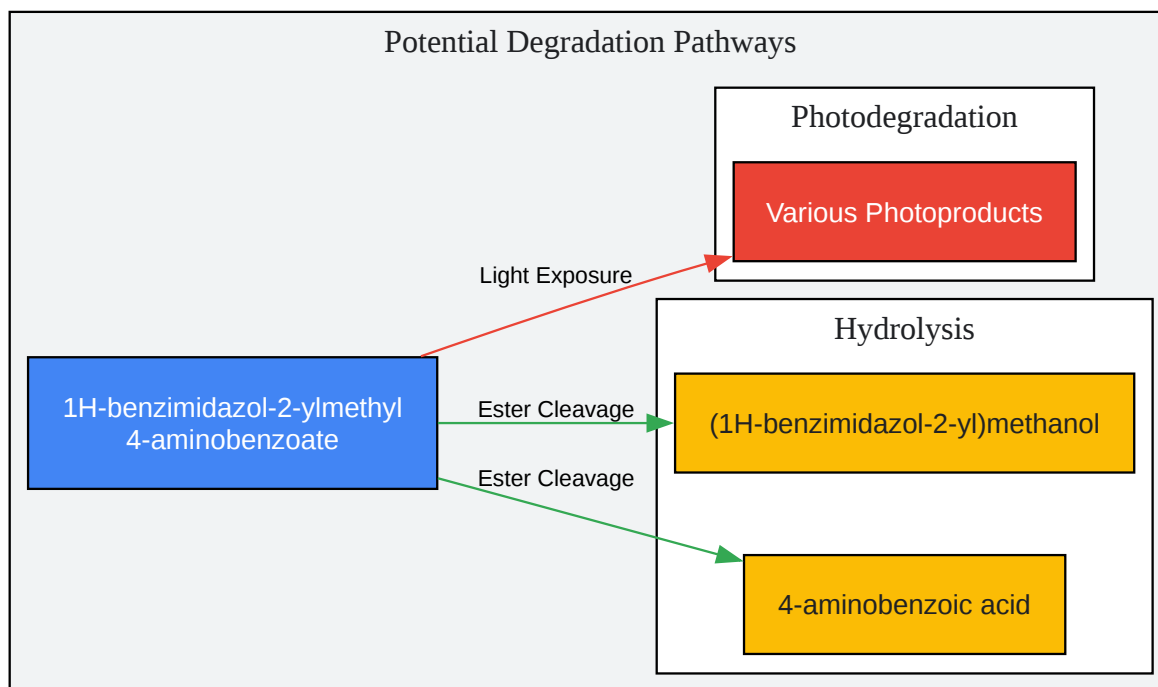 Potential Degradation Pathways
Photodegradation
Various Photoproducts
Light Exposure
Hydrolysis
1H-benzimidazol-2-ylmethyl
4-aminobenzoate
Ester Cleavage
(1H-benzimidazol-2-yl)methanol
Ester Cleavage
4-aminobenzoic acid